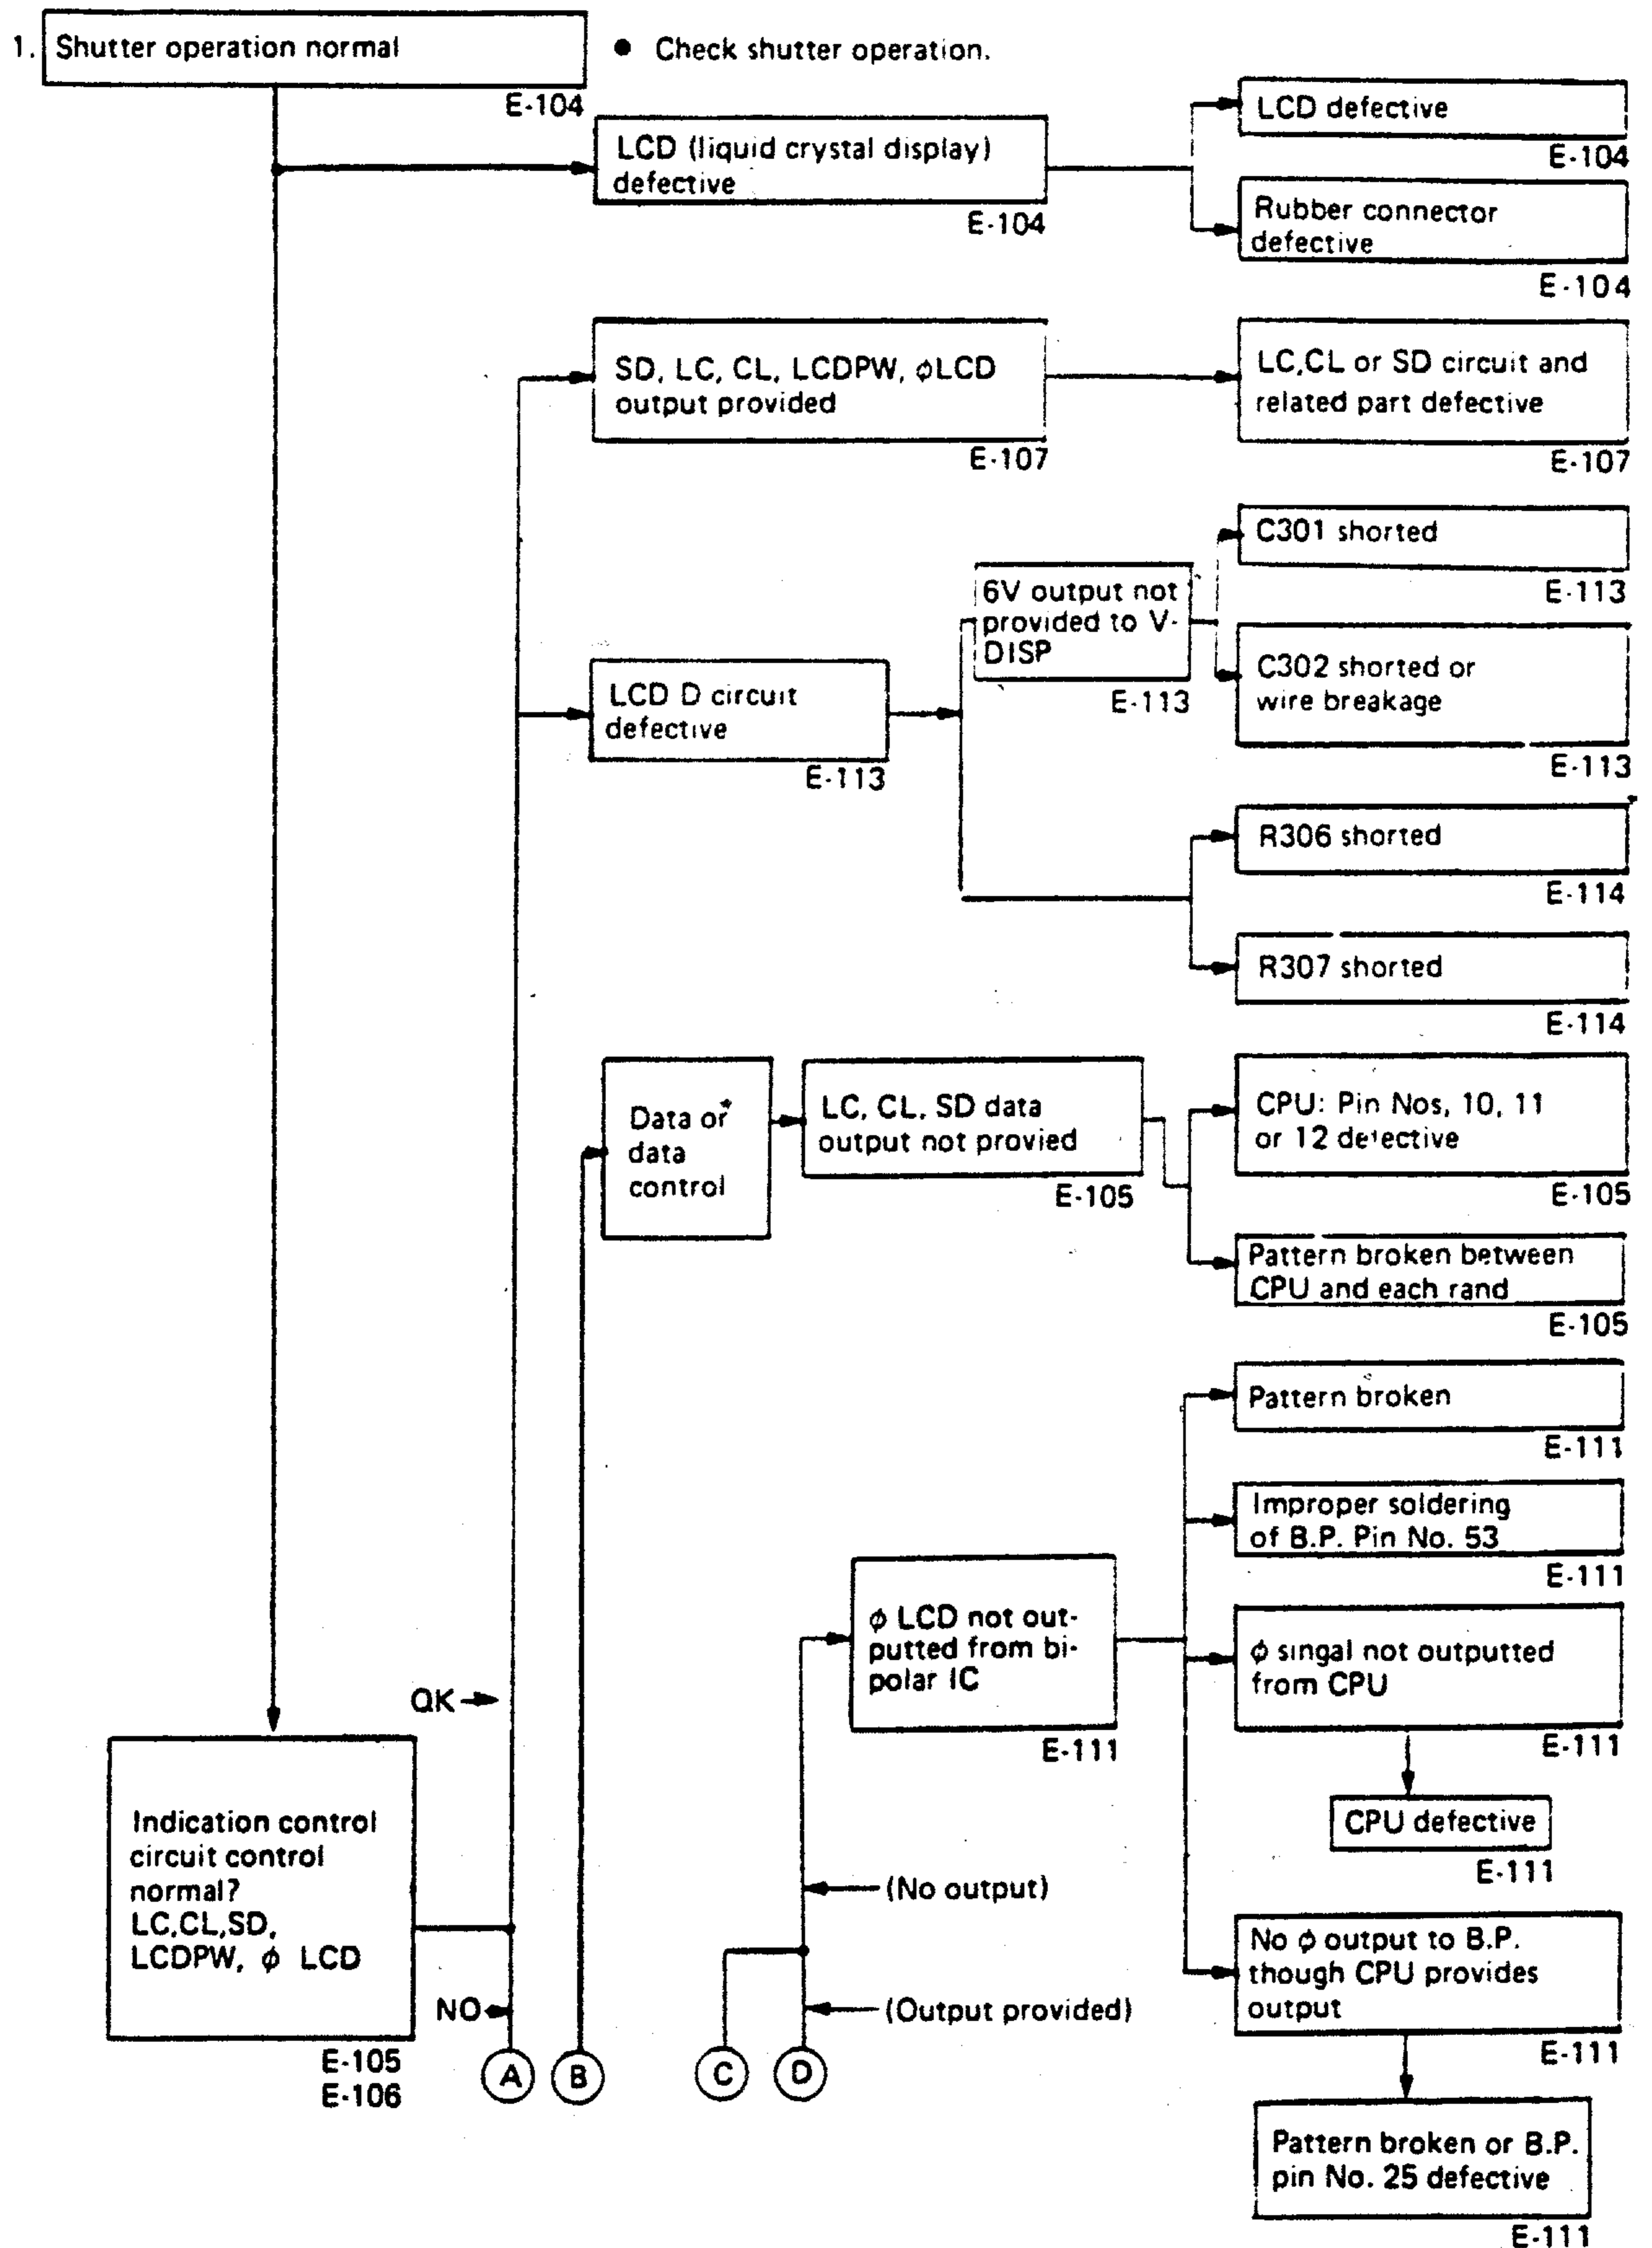 1. Shutter operation normal
● Check shutter operation.
E-104
LCD (liquid crystal display)
defective
E-104
LCD defective
E-104
Rubber connector
defective
E-104
SD, LC, CL, LCDPW, ϕLCD
output provided
E-107
LC,CL or SD circuit and
related part defective
E-107
LCD D circuit
defective
E-113
6V output not
provided to V-
DISP
E-113
C301 shorted
E-113
C302 shorted or
wire breakage
E-113
R306 shorted
E-114
R307 shorted
E-114
Data or*
data
control
LC, CL, SD data
output not provied
E-105
CPU: Pin Nos, 10, 11
or 12 defective
E-105
Pattern broken between
CPU and each rand
E-105
ϕ LCD not out-
putted from bi-
polar IC
E-111
Pattern broken
E-111
Improper soldering
of B.P. Pin No. 53
E-111
ϕ singal not outputted
from CPU
E-111
CPU defective
E-111
No ϕ output to B.P.
though CPU provides
output
E-111
Pattern broken or B.P.
pin No. 25 defective
E-111
OK
Indication control
circuit control
normal?
LC,CL,SD,
LCDPW, ϕ LCD
E-105
E-106
NO
(No output)
(Output provided)
A
B
C
D